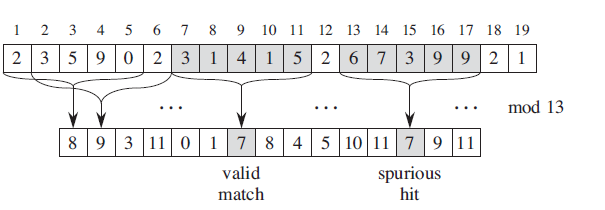 1 2 3 4 5 6 7 8 9 10 11 12 13 14 15 16 17 18 19
2 3 5 9 0 2 3 1 4 1 5 2 6 7 3 9 9 2 1
... ... ... mod 13
8 9 3 11 0 1 7 8 4 5 10 11 7 9 11
valid spurious
match hit